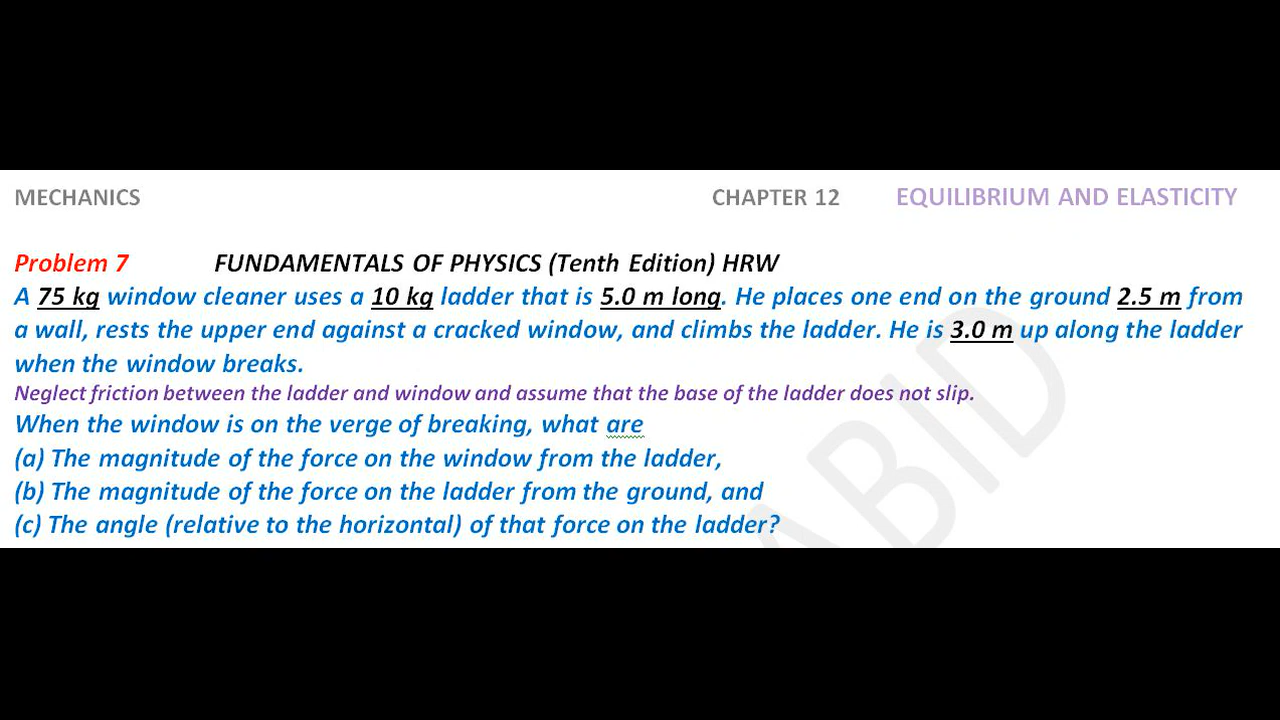 MECHANICS CHAPTER 12 EQUILIBRIUM AND ELASTICITY
Problem 7 FUNDAMENTALS OF PHYSICS (Tenth Edition) HRW
A 75 kg window cleaner uses a 10 kg ladder that is 5.0 m long. He places one end on the ground 2.5 m from
a wall, rests the upper end against a cracked window, and climbs the ladder. He is 3.0 m up along the ladder
when the window breaks.
Neglect friction between the ladder and window and assume that the base of the ladder does not slip.
When the window is on the verge of breaking, what are
(a) The magnitude of the force on the window from the ladder,
(b) The magnitude of the force on the ladder from the ground, and
(c) The angle (relative to the horizontal) of that force on the ladder?
ABID